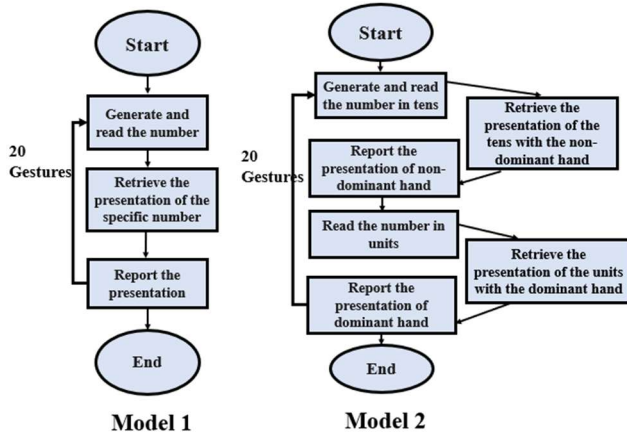 Start
Generate and
read the number
20
Gestures
Retrieve the
presentation of the
specific number
Report the
presentation
End
Model 1
Start
Generate and read
the number in tens
Retrieve the
presentation of the
tens with the non-
dominant hand
20
Gestures
Report the
presentation of non-
dominant hand
Read the number in
units
Retrieve the
presentation of the units
with the dominant hand
Report the
presentation of
dominant hand
End
Model 2